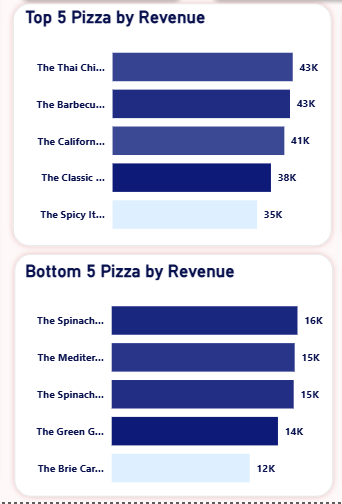 Top 5 Pizza by Revenue
The Thai Chi... 43K
The Barbecu... 43K
The Californ... 41K
The Classic ... 38K
The Spicy It... 35K
Bottom 5 Pizza by Revenue
The Spinach... 16K
The Mediter... 15K
The Spinach... 15K
The Green G... 14K
The Brie Car... 12K